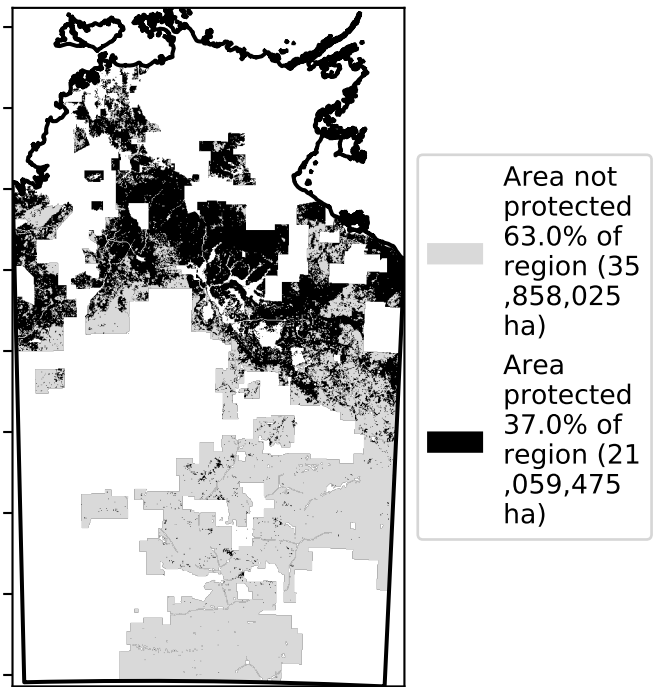 Area not
protected
63.0% of
region (35
,858,025
ha)
Area
protected
37.0% of
region (21
,059,475
ha)